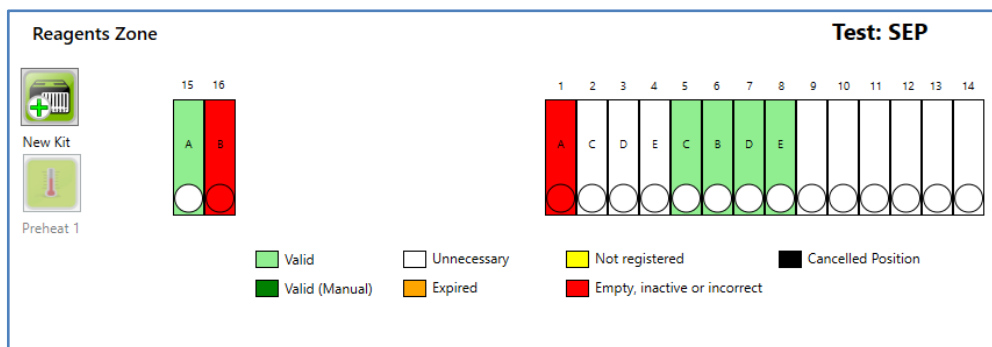 Reagents Zone
Test: SEP
15 16 1 2 3 4 5 6 7 8 9 10 11 12 13 14
New Kit
A B A C D E C B D E
Preheat 1
Valid Unnecessary Not registered Cancelled Position
Valid (Manual) Expired Empty, inactive or incorrect